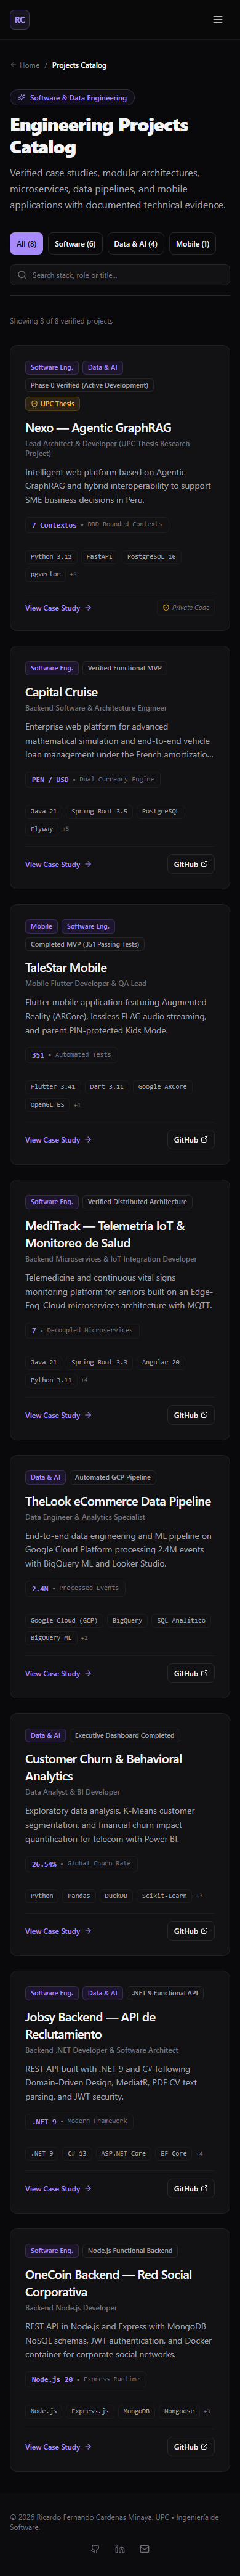 RC
Home / Projects Catalog
Software & Data Engineering
Engineering Projects
Catalog
Verified case studies, modular architectures,
microservices, data pipelines, and mobile
applications with documented technical evidence.
All (8) Software (6) Data & AI (4) Mobile (1)
Search stack, role or title...
Showing 8 of 8 verified projects
Software Eng. Data & AI
Phase 0 Verified (Active Development)
UPC Thesis
Nexo — Agentic GraphRAG
Lead Architect & Developer (UPC Thesis Research
Project)
Intelligent web platform based on Agentic
GraphRAG and hybrid interoperability to support
SME business decisions in Peru.
7 Contextos • DDD Bounded Contexts
Python 3.12 FastAPI PostgreSQL 16
pgvector +8
View Case Study → Private Code
Software Eng. Verified Functional MVP
Capital Cruise
Backend Software & Architecture Engineer
Enterprise web platform for advanced
mathematical simulation and end-to-end vehicle
loan management under the French amortizatio...
PEN / USD • Dual Currency Engine
Java 21 Spring Boot 3.5 PostgreSQL
Flyway +5
View Case Study → GitHub
Mobile Software Eng.
Completed MVP (351 Passing Tests)
TaleStar Mobile
Mobile Flutter Developer & QA Lead
Flutter mobile application featuring Augmented
Reality (ARCore), lossless FLAC audio streaming,
and parent PIN-protected Kids Mode.
351 • Automated Tests
Flutter 3.41 Dart 3.11 Google ARCore
OpenGL ES +4
View Case Study → GitHub
Software Eng. Verified Distributed Architecture
MediTrack — Telemetría IoT &
Monitoreo de Salud
Backend Microservices & IoT Integration Developer
Telemedicine and continuous vital signs
monitoring platform for seniors built on an Edge-
Fog-Cloud microservices architecture with MQTT.
7 • Decoupled Microservices
Java 21 Spring Boot 3.3 Angular 20
Python 3.11 +4
View Case Study → GitHub
Data & AI Automated GCP Pipeline
TheLook eCommerce Data Pipeline
Data Engineer & Analytics Specialist
End-to-end data engineering and ML pipeline on
Google Cloud Platform processing 2.4M events
with BigQuery ML and Looker Studio.
2.4M • Processed Events
Google Cloud (GCP) BigQuery SQL Analítico
BigQuery ML +2
View Case Study → GitHub
Data & AI Executive Dashboard Completed
Customer Churn & Behavioral
Analytics
Data Analyst & BI Developer
Exploratory data analysis, K-Means customer
segmentation, and financial churn impact
quantification for telecom with Power BI.
26.54% • Global Churn Rate
Python Pandas DuckDB Scikit-Learn +3
View Case Study → GitHub
Software Eng. Data & AI .NET 9 Functional API
Jobsy Backend — API de
Reclutamiento
Backend .NET Developer & Software Architect
REST API built with .NET 9 and C# following
Domain-Driven Design, MediatR, PDF CV text
parsing, and JWT security.
.NET 9 • Modern Framework
.NET 9 C# 13 ASP.NET Core EF Core +4
View Case Study → GitHub
Software Eng. Node.js Functional Backend
OneCoin Backend — Red Social
Corporativa
Backend Node.js Developer
REST API in Node.js and Express with MongoDB
NoSQL schemas, JWT authentication, and Docker
container for corporate social networks.
Node.js 20 • Express Runtime
Node.js Express.js MongoDB Mongoose +3
View Case Study → GitHub
© 2026 Ricardo Fernando Cardenas Minaya. UPC • Ingeniería de
Software.